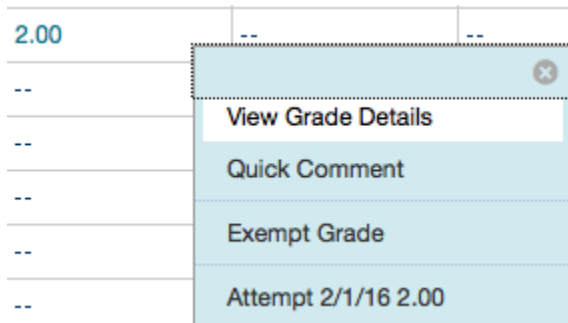 2.00 -- --
--
View Grade Details
--
Quick Comment
--
Exempt Grade
--
Attempt 2/1/16 2.00
--